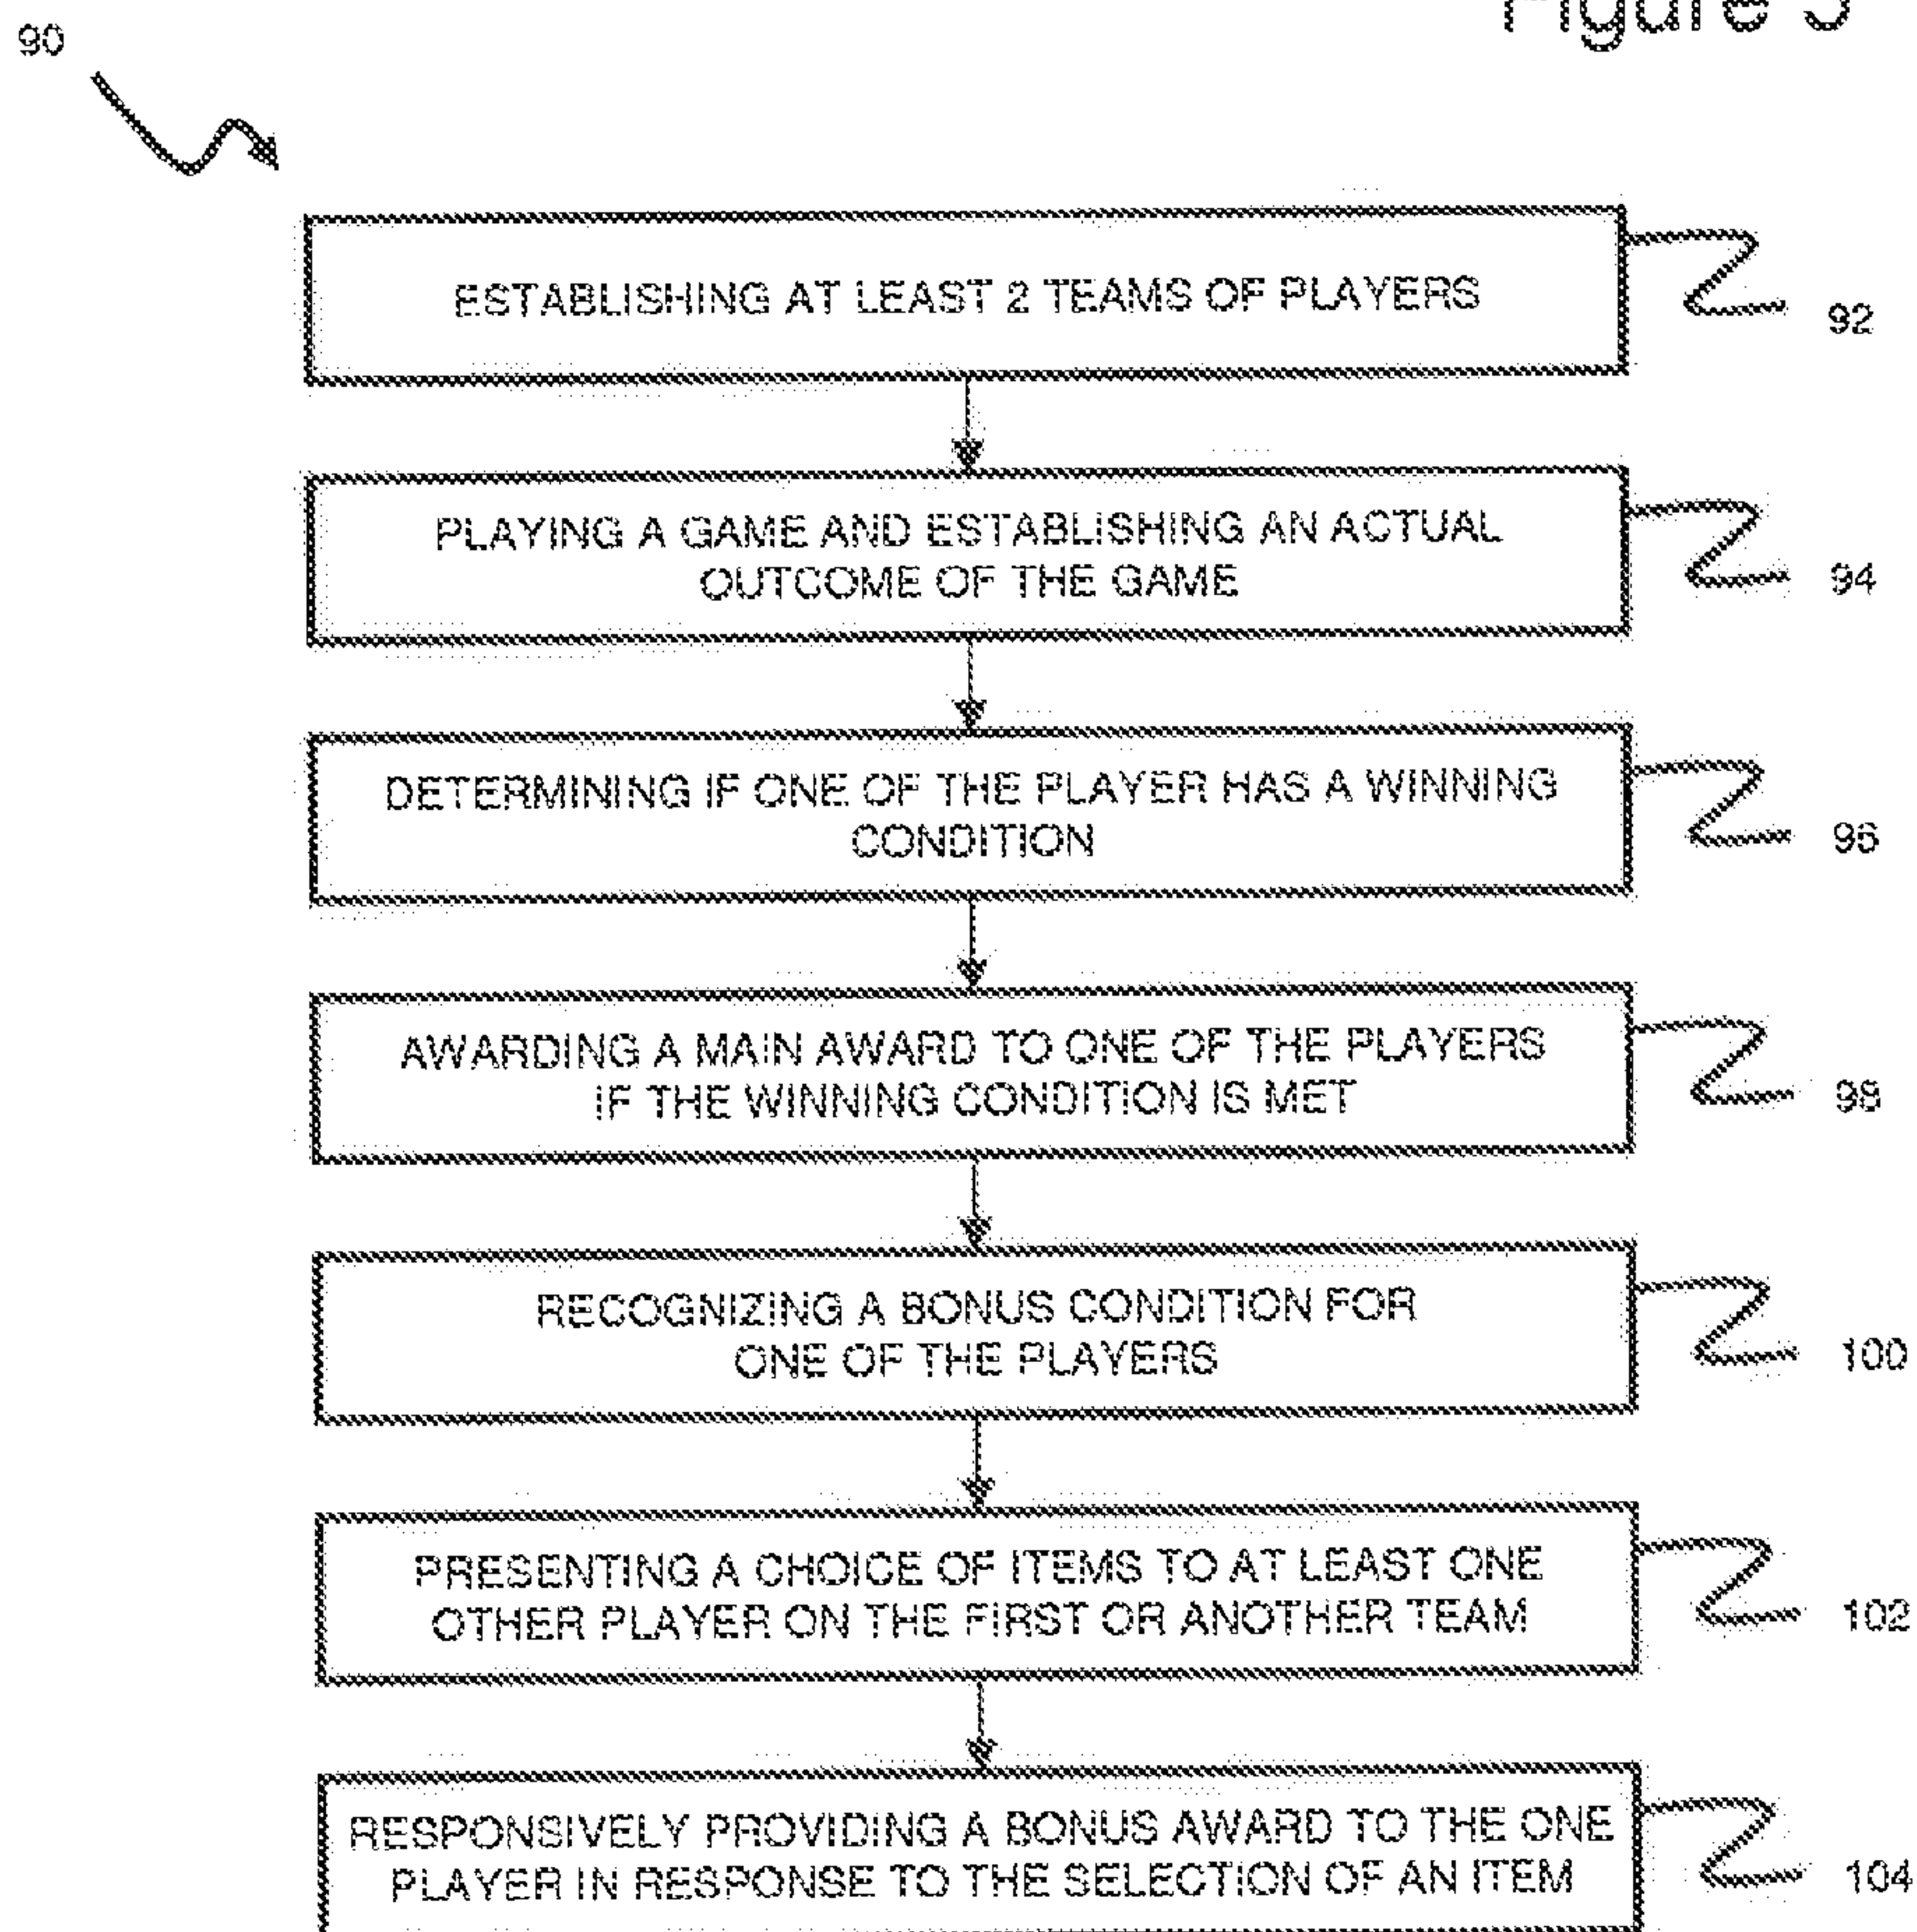 90
ESTABLISHING AT LEAST 2 TEAMS OF PLAYERS
92
PLAYING A GAME AND ESTABLISHING AN ACTUAL
OUTCOME OF THE GAME
94
DETERMINING IF ONE OF THE PLAYER HAS A WINNING
CONDITION
96
AWARDING A MAIN AWARD TO ONE OF THE PLAYERS
IF THE WINNING CONDITION IS MET
98
RECOGNIZING A BONUS CONDITION FOR
ONE OF THE PLAYERS
100
PRESENTING A CHOICE OF ITEMS TO AT LEAST ONE
OTHER PLAYER ON THE FIRST OR ANOTHER TEAM
102
RESPONSIVELY PROVIDING A BONUS AWARD TO THE ONE
PLAYER IN RESPONSE TO THE SELECTION OF AN ITEM
104